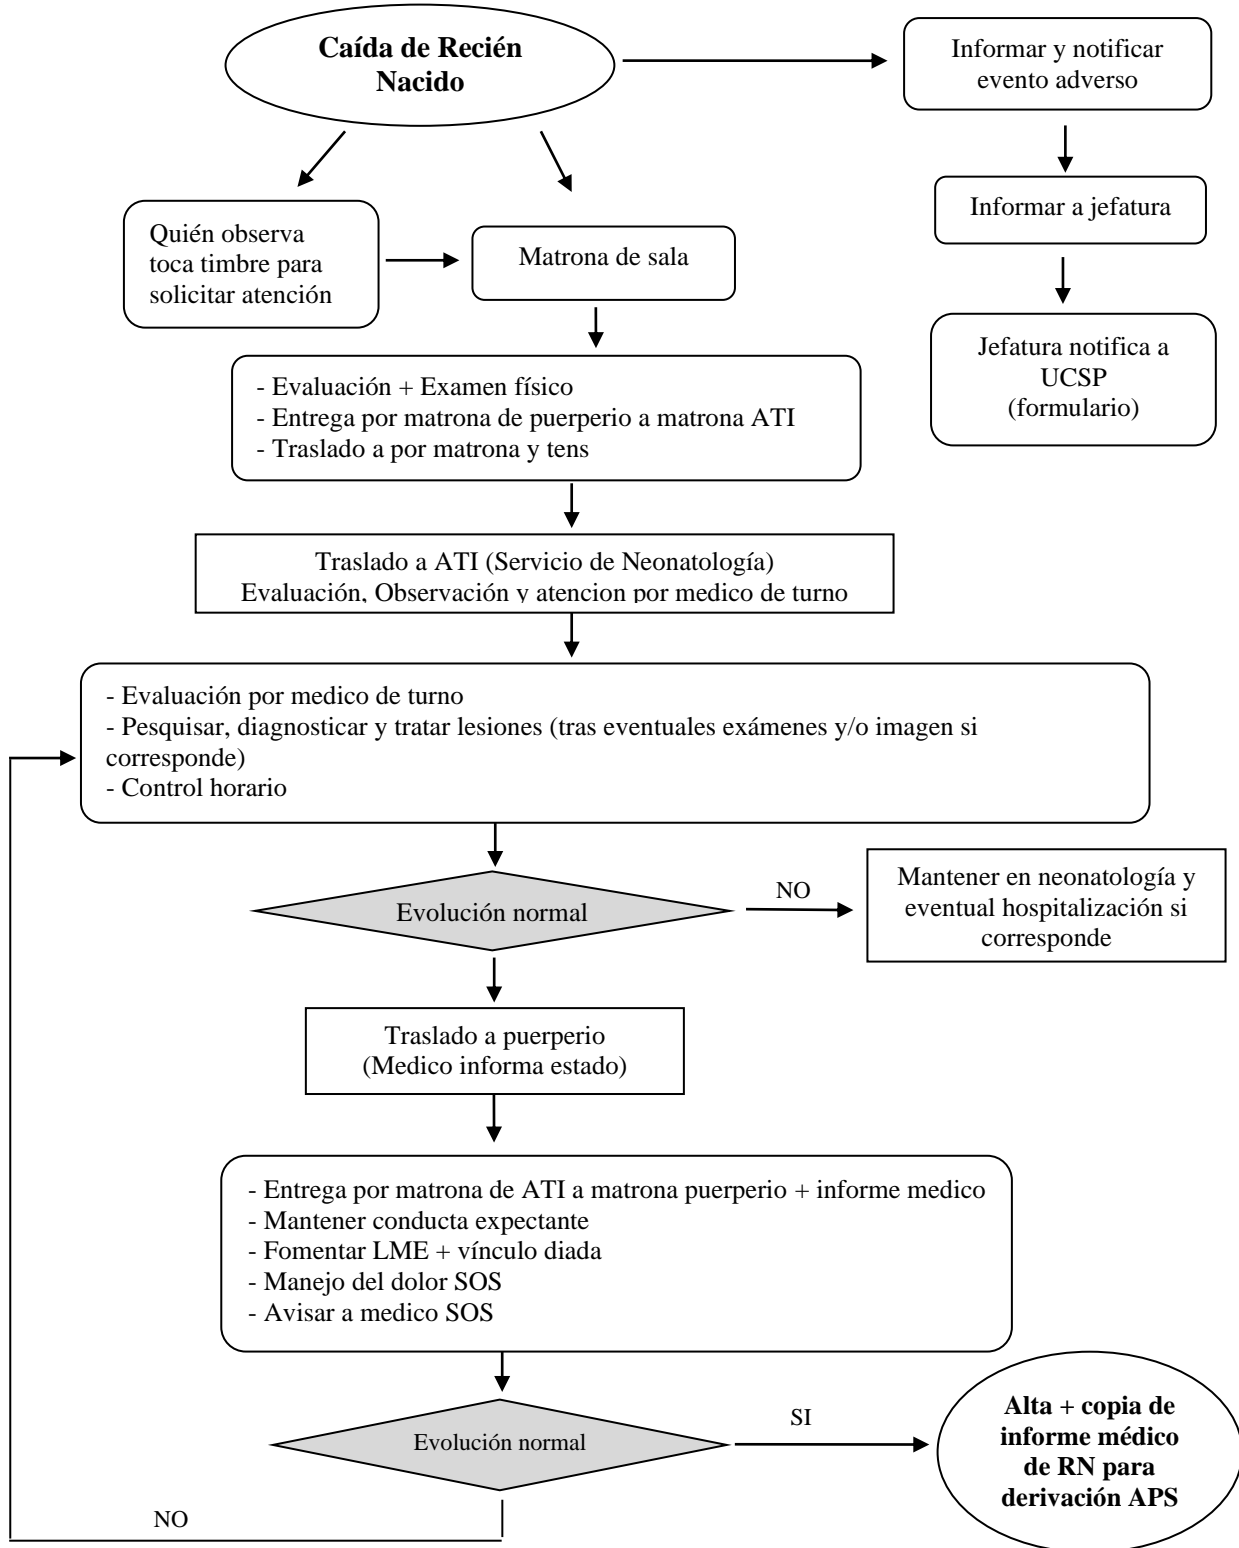 Caída de Recién
Nacido
Informar y notificar
evento adverso
Informar a jefatura
Jefatura notifica a
UCSP
(formulario)
Quién observa
toca timbre para
solicitar atención
Matrona de sala
- Evaluación + Examen físico
- Entrega por matrona de puerperio a matrona ATI
- Traslado a por matrona y tens
Traslado a ATI (Servicio de Neonatología)
Evaluación, Observación y atencion por medico de turno
- Evaluación por medico de turno
- Pesquisar, diagnosticar y tratar lesiones (tras eventuales exámenes y/o imagen si
corresponde)
- Control horario
Evolución normal
NO
Mantener en neonatología y
eventual hospitalización si
corresponde
Traslado a puerperio
(Medico informa estado)
- Entrega por matrona de ATI a matrona puerperio + informe medico
- Mantener conducta expectante
- Fomentar LME + vínculo diada
- Manejo del dolor SOS
- Avisar a medico SOS
Evolución normal
SI
Alta + copia de
informe médico
de RN para
derivación APS
NO